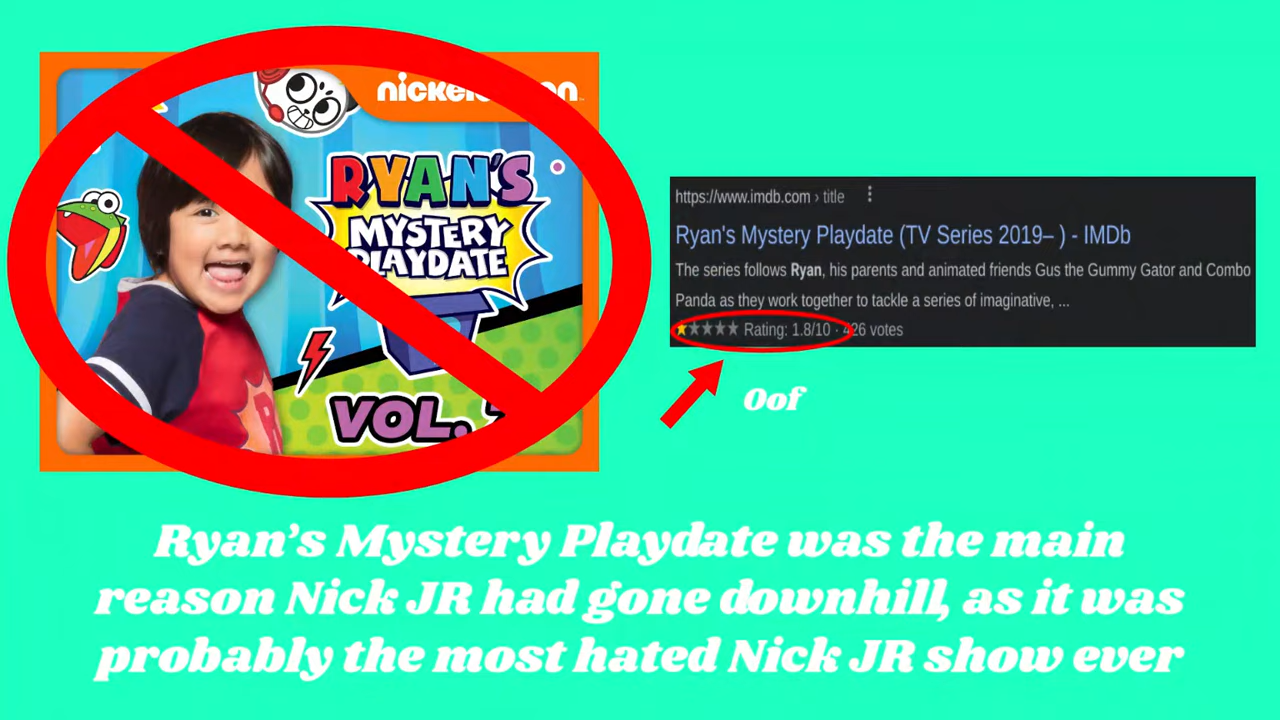 nickelodeon
RYAN'S
MYSTERY
PLAYDATE
VOL.
https://www.imdb.com › title
Ryan's Mystery Playdate (TV Series 2019– ) - IMDb
The series follows Ryan, his parents and animated friends Gus the Gummy Gator and Combo
Panda as they work together to tackle a series of imaginative, ...
Rating: 1.8/10 · 426 votes
Oof
Ryan's Mystery Playdate was the main
reason Nick JR had gone downhill, as it was
probably the most hated Nick JR show ever